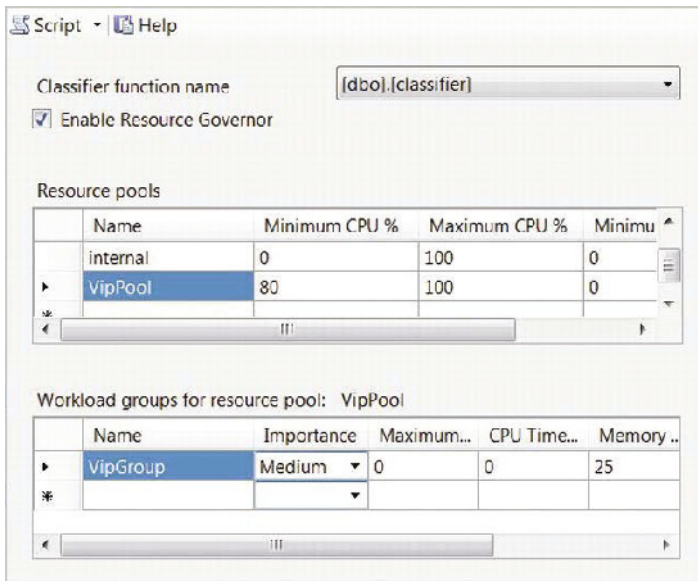 Script Help
Classifier function name [dbo].[classifier]
Enable Resource Governor
Resource pools
Name Minimum CPU % Maximum CPU % Minimu
internal 0 100 0
VipPool 80 100 0
Workload groups for resource pool: VipPool
Name Importance Maximum... CPU Time... Memory ..
VipGroup Medium 0 0 25